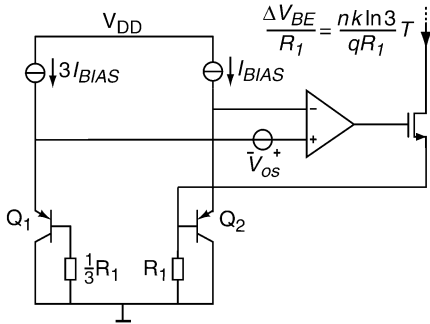 V_DD
3I_BIAS
I_BIAS
ΔV_BE/R_1 = nk ln3/qR_1 T
−
+
− +
V_OS
Q_1
Q_2
1/3 R_1
R_1